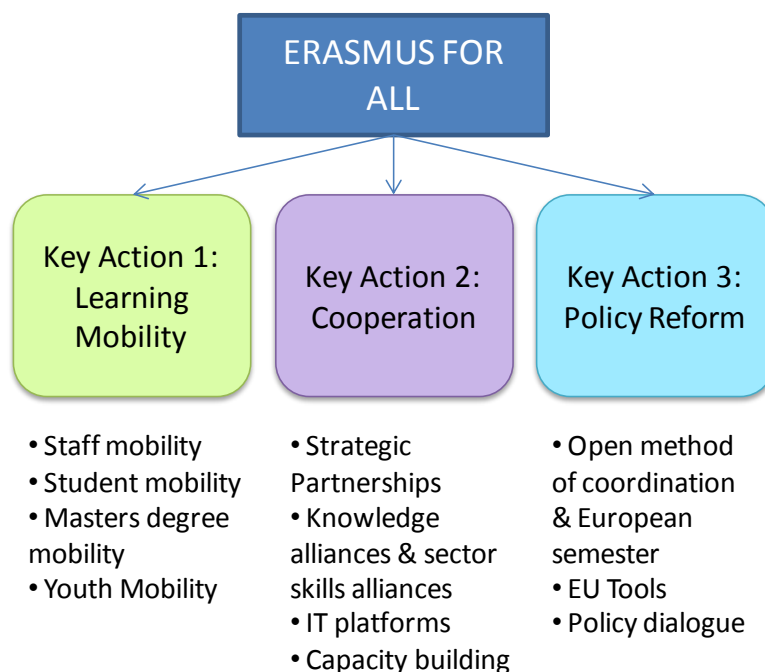 ERASMUS FOR
ALL
Key Action 1:
Learning
Mobility
Key Action 2:
Cooperation
Key Action 3:
Policy Reform
• Staff mobility
• Student mobility
• Masters degree
mobility
• Youth Mobility
• Strategic
Partnerships
• Knowledge
alliances & sector
skills alliances
• IT platforms
• Capacity building
• Open method
of coordination
& European
semester
• EU Tools
• Policy dialogue